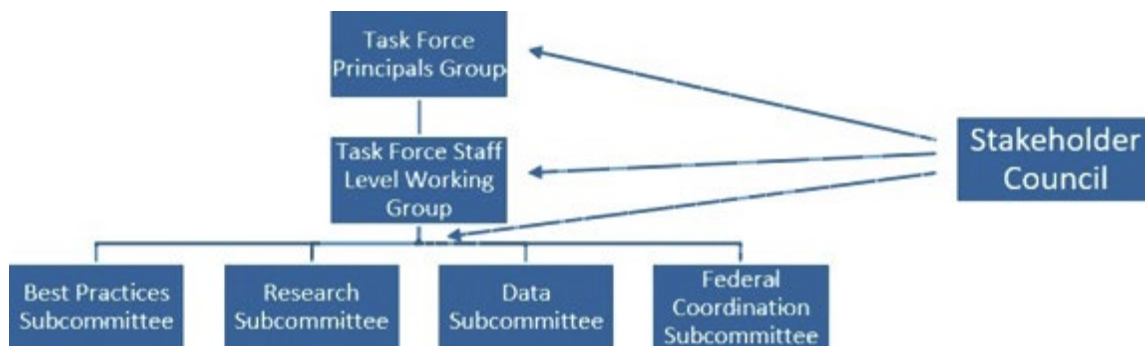 Task Force
Principals Group
Task Force Staff
Level Working
Group
Stakeholder
Council
Best Practices
Subcommittee
Research
Subcommittee
Data
Subcommittee
Federal
Coordination
Subcommittee